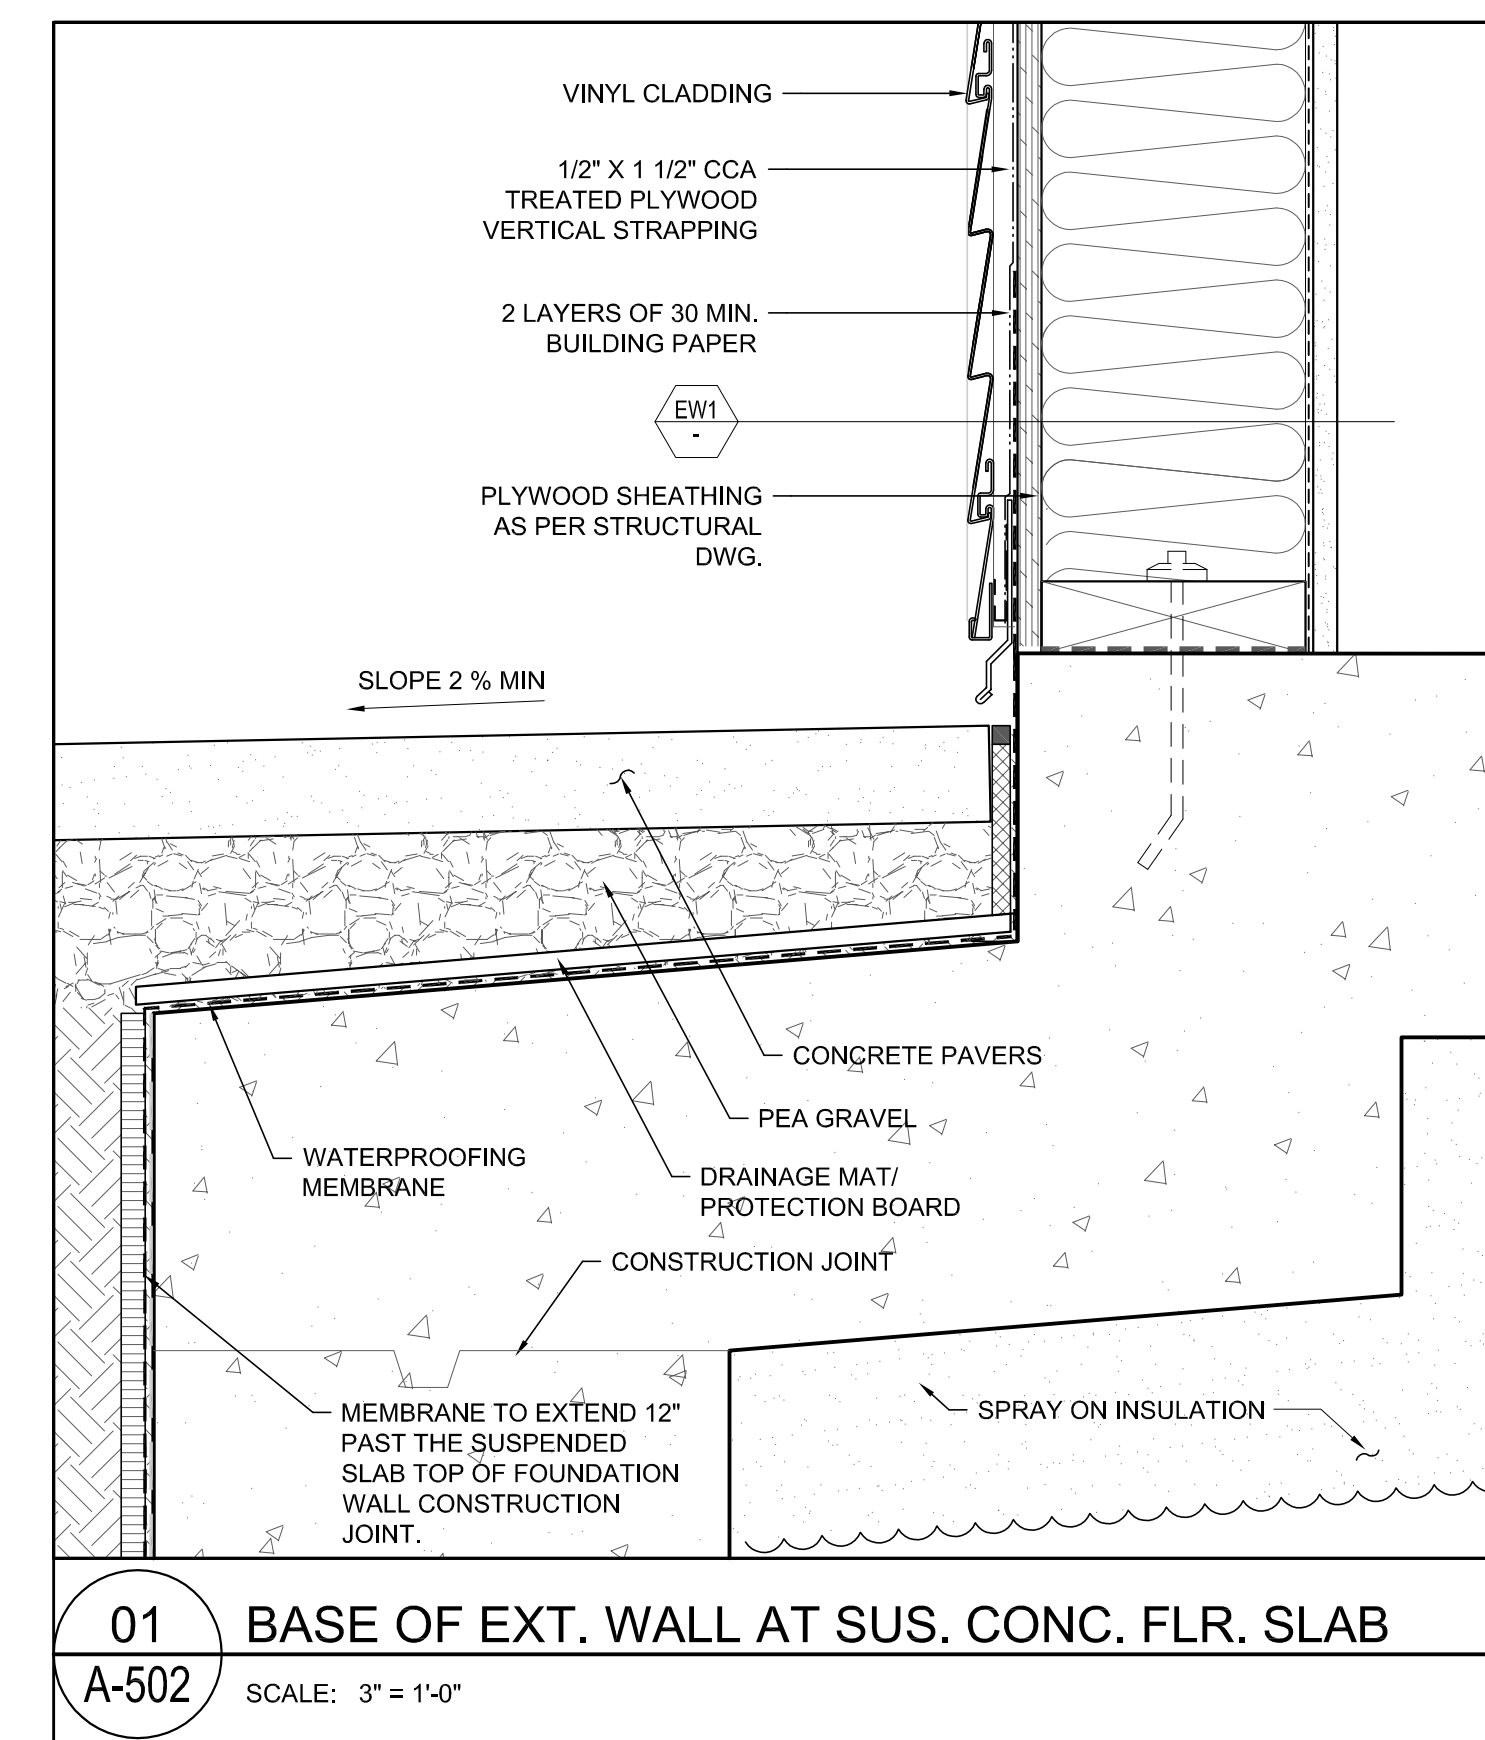 VINYL CLADDING
1/2" X 1 1/2" CCA
TREATED PLYWOOD
VERTICAL STRAPPING
2 LAYERS OF 30 MIN.
BUILDING PAPER
EW1
-
PLYWOOD SHEATHING
AS PER STRUCTURAL
DWG.
SLOPE 2 % MIN
CONCRETE PAVERS
PEA GRAVEL
WATERPROOFING
MEMBRANE
DRAINAGE MAT/
PROTECTION BOARD
CONSTRUCTION JOINT
MEMBRANE TO EXTEND 12"
PAST THE SUSPENDED
SLAB TOP OF FOUNDATION
WALL CONSTRUCTION
JOINT.
SPRAY ON INSULATION
01
A-502
BASE OF EXT. WALL AT SUS. CONC. FLR. SLAB
SCALE: 3" = 1'-0"